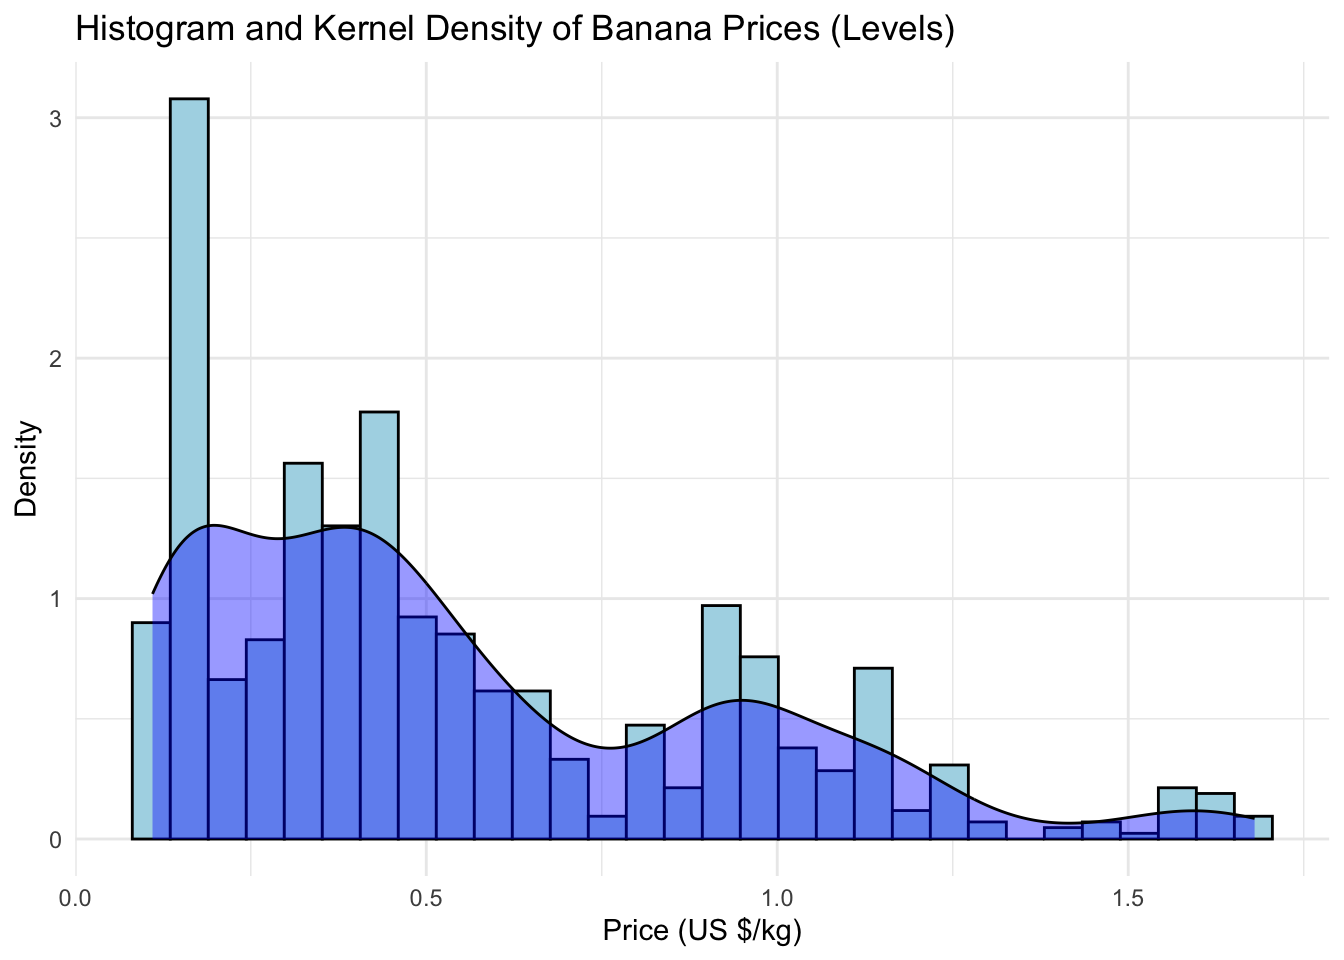 Histogram and Kernel Density of Banana Prices (Levels)
3
2
1
0
Density
0.0 0.5 1.0 1.5
Price (US $/kg)